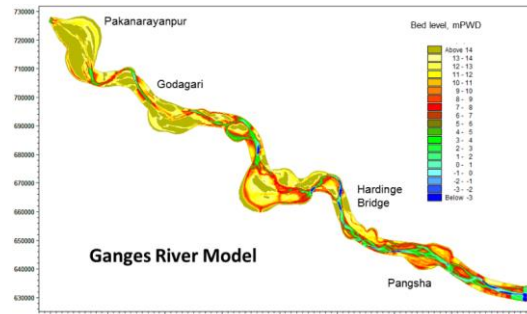 Bed level, mPWD
Above 14
13 - 14
12 - 13
11 - 12
10 - 11
9 - 10
8 - 9
7 - 8
6 - 7
5 - 6
4 - 5
3 - 4
2 - 3
1 - 2
0 - 1
-1 - 0
-2 - -1
-3 - -2
Below -3
730000
720000
710000
700000
690000
680000
670000
660000
650000
640000
630000
Pakanarayanpur
Godagari
Hardinge
Bridge
Pangsha
Ganges River Model